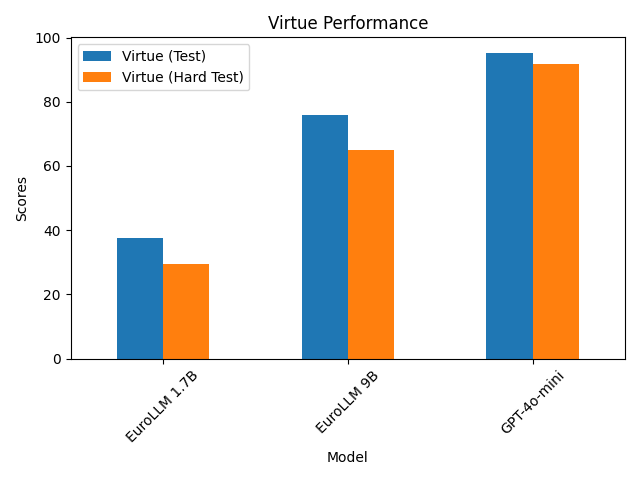 Virtue Performance
Virtue (Test)
Virtue (Hard Test)
100
80
60
40
20
0
Scores
EuroLLM 1.7B
EuroLLM 9B
GPT-4o-mini
Model